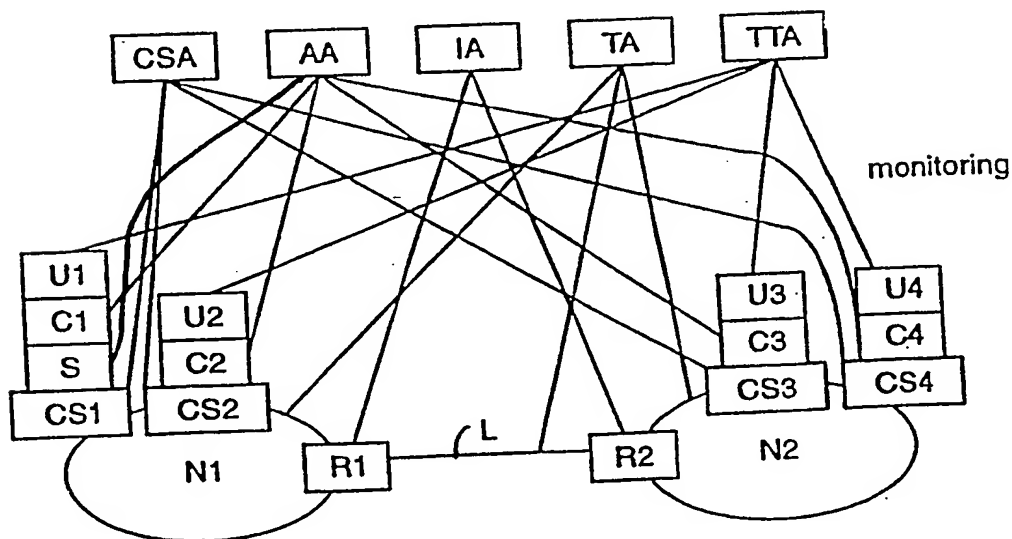 CSA
AA
IA
TA
TTA
monitoring
U1
C1
S
CS1
U2
C2
CS2
U3
C3
CS3
U4
C4
CS4
N1
R1
L
R2
N2